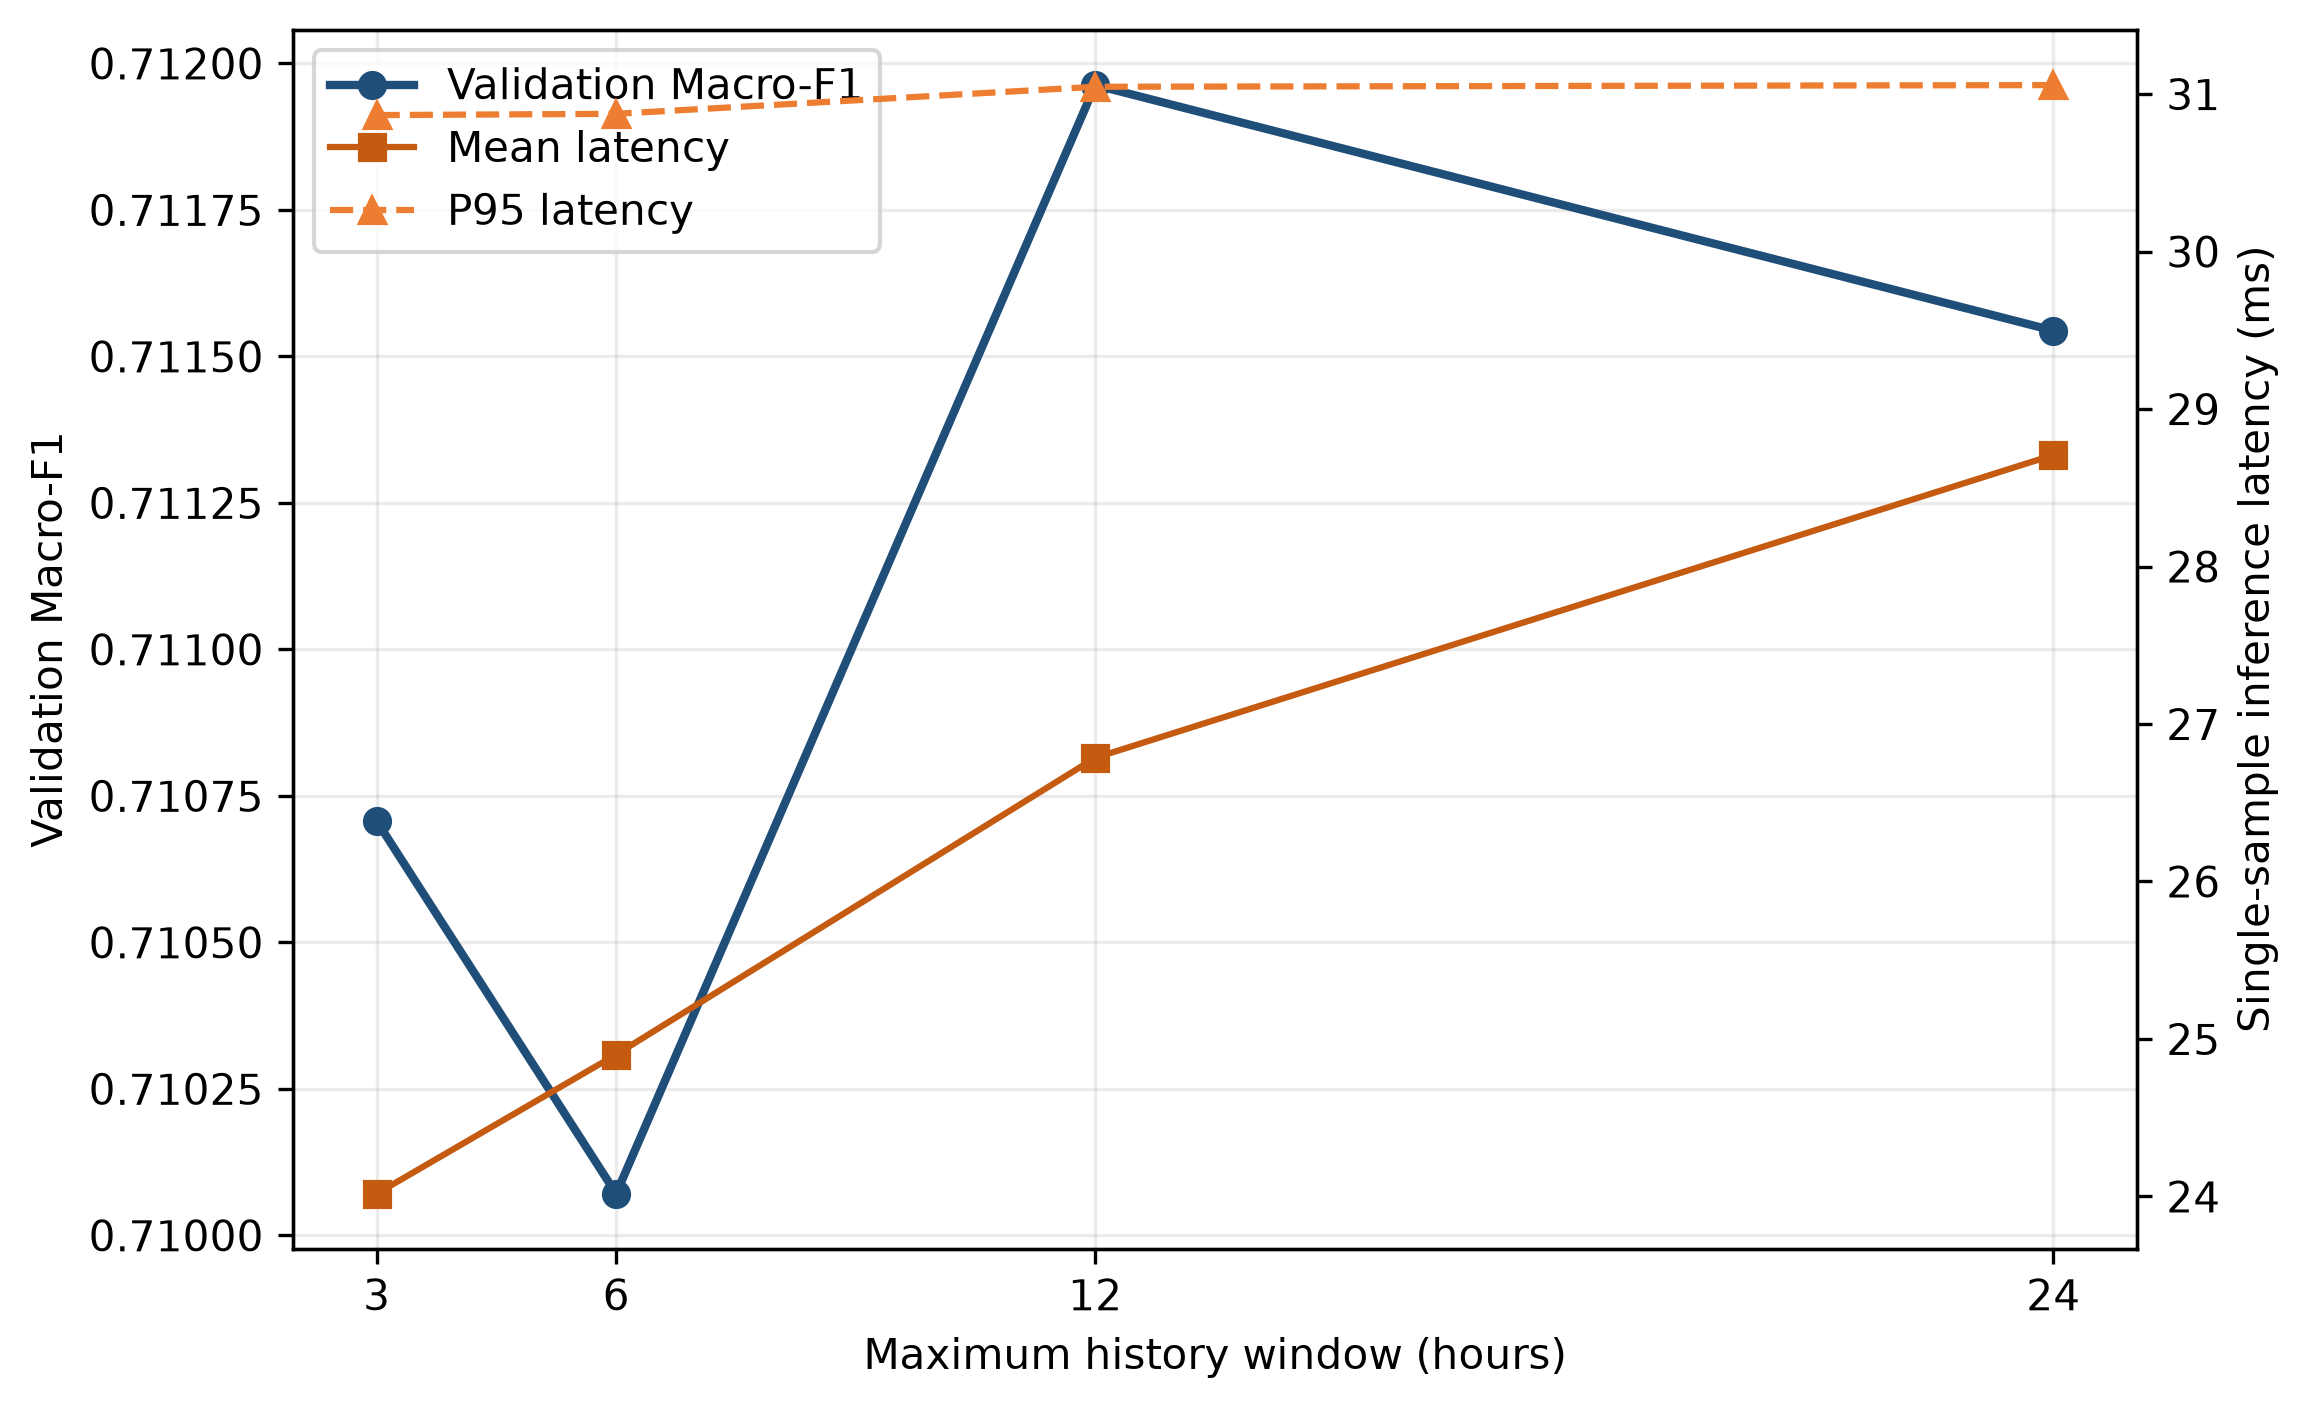 Validation Macro-F1
Mean latency
P95 latency
0.71200
0.71175
0.71150
0.71125
0.71100
0.71075
0.71050
0.71025
0.71000
Validation Macro-F1
31
30
29
28
27
26
25
24
Single-sample inference latency (ms)
3 6 12 24
Maximum history window (hours)